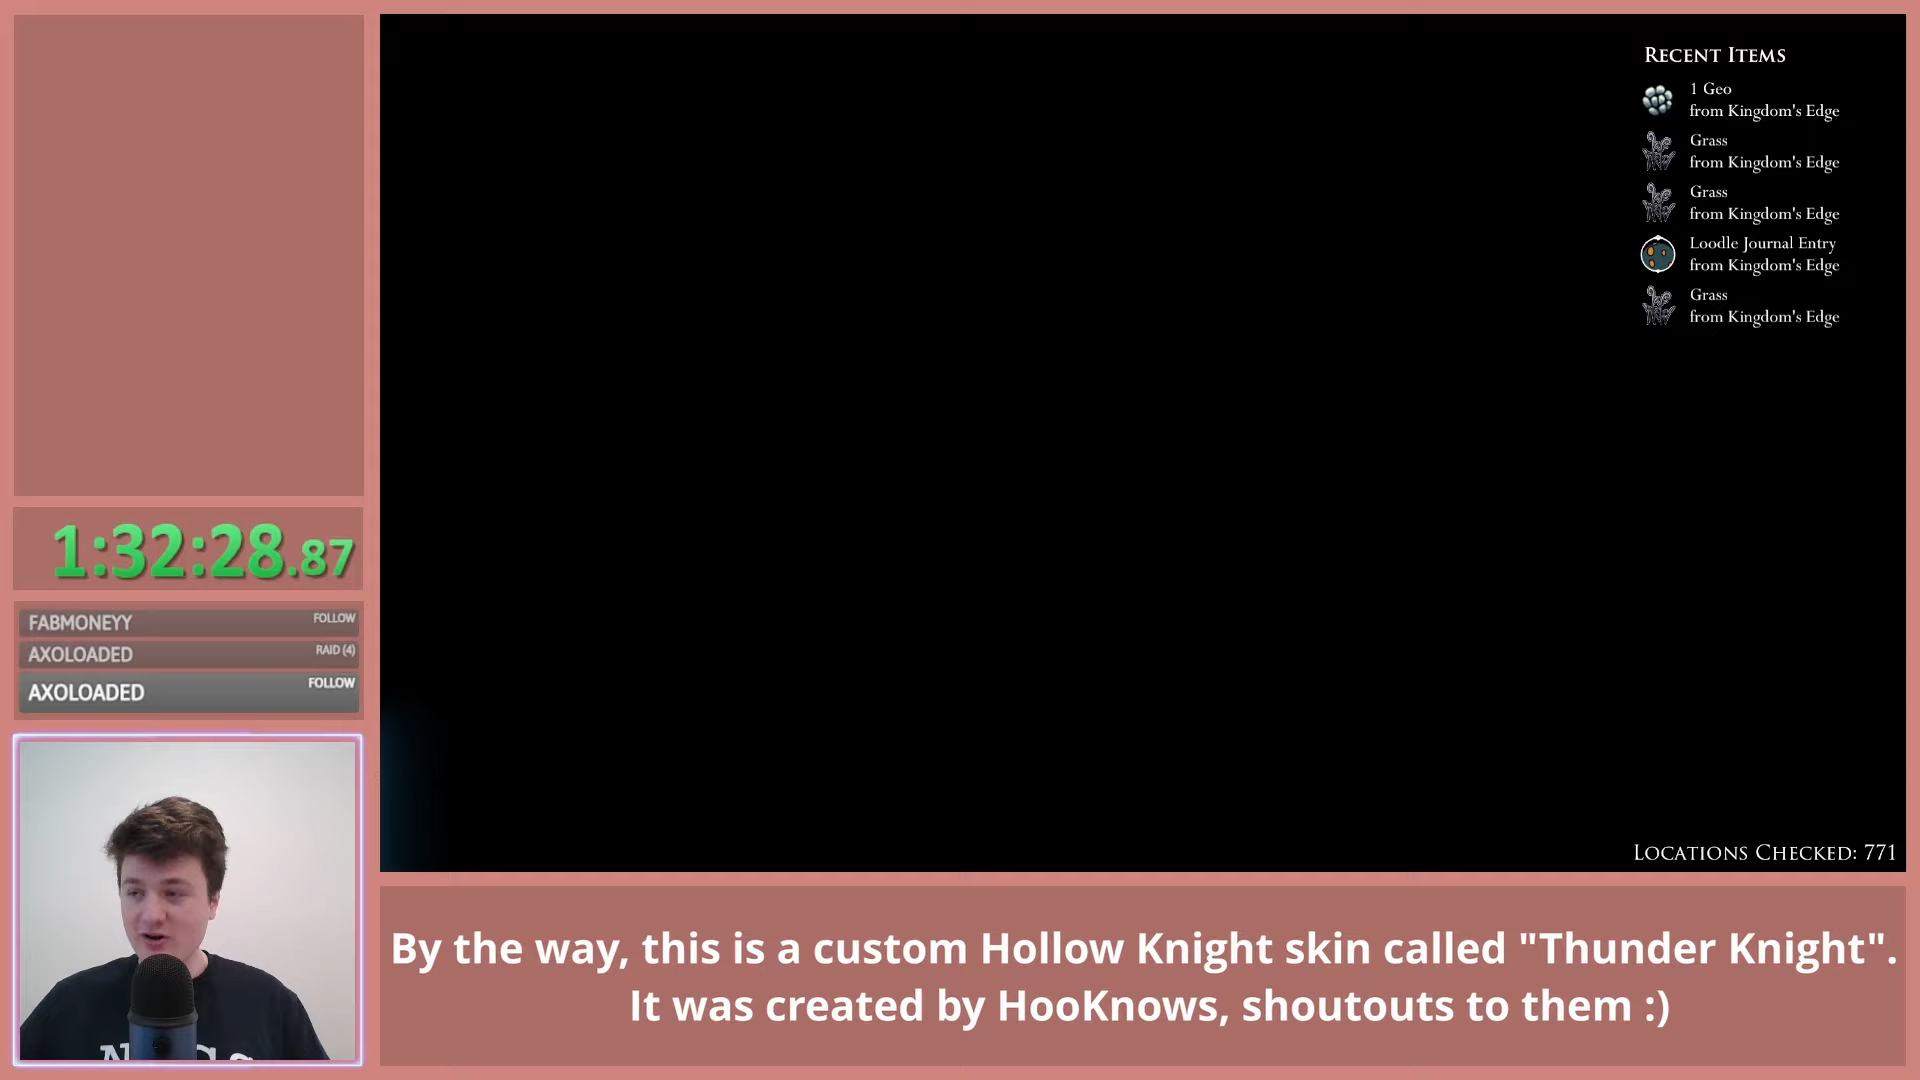 RECENT ITEMS
1 Geo
from Kingdom's Edge
Grass
from Kingdom's Edge
Grass
from Kingdom's Edge
Loodle Journal Entry
from Kingdom's Edge
Grass
from Kingdom's Edge
1:32:28.87
FABMONEYY FOLLOW
AXOLOADED RAID (4)
AXOLOADED FOLLOW
LOCATIONS CHECKED: 771
By the way, this is a custom Hollow Knight skin called "Thunder Knight".
It was created by HooKnows, shoutouts to them :)